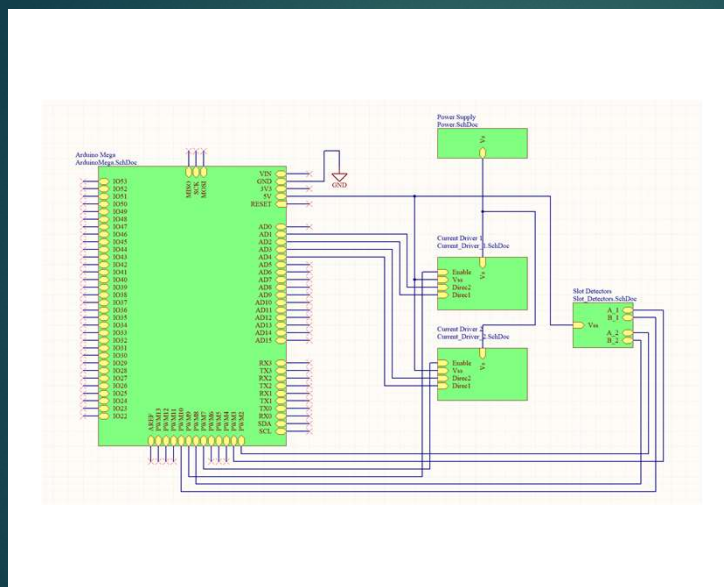 Power Supply
Power.SchDoc
Vs
Arduino Mega
ArduinoMega.SchDoc
MISO
SCK
MOSI
VIN
GND
3V3
5V
RESET
GND
IO53
IO52
IO51
IO50
IO49
IO48
IO47
IO46
IO45
IO44
IO43
IO42
IO41
IO40
IO39
IO38
IO37
IO36
IO35
IO34
IO33
IO32
IO31
IO30
IO29
IO28
IO27
IO26
IO25
IO24
IO23
IO22
AD0
AD1
AD2
AD3
AD4
AD5
AD6
AD7
AD8
AD9
AD10
AD11
AD12
AD13
AD14
AD15
RX3
TX3
RX2
TX2
RX1
TX1
TX0
RX0
SDA
SCL
AREF
PWM13
PWM12
PWM11
PWM10
PWM9
PWM8
PWM7
PWM6
PWM5
PWM4
PWM3
PWM2
Current Driver 1
Current_Driver_1.SchDoc
Enable
Vss
Direc2
Direc1
Vs
Current Driver 2
Current_Driver_2.SchDoc
Enable
Vss
Direc2
Direc1
Vs
Slot Detectors
Slot_Detectors.SchDoc
Vss
A_1
B_1
A_2
B_2